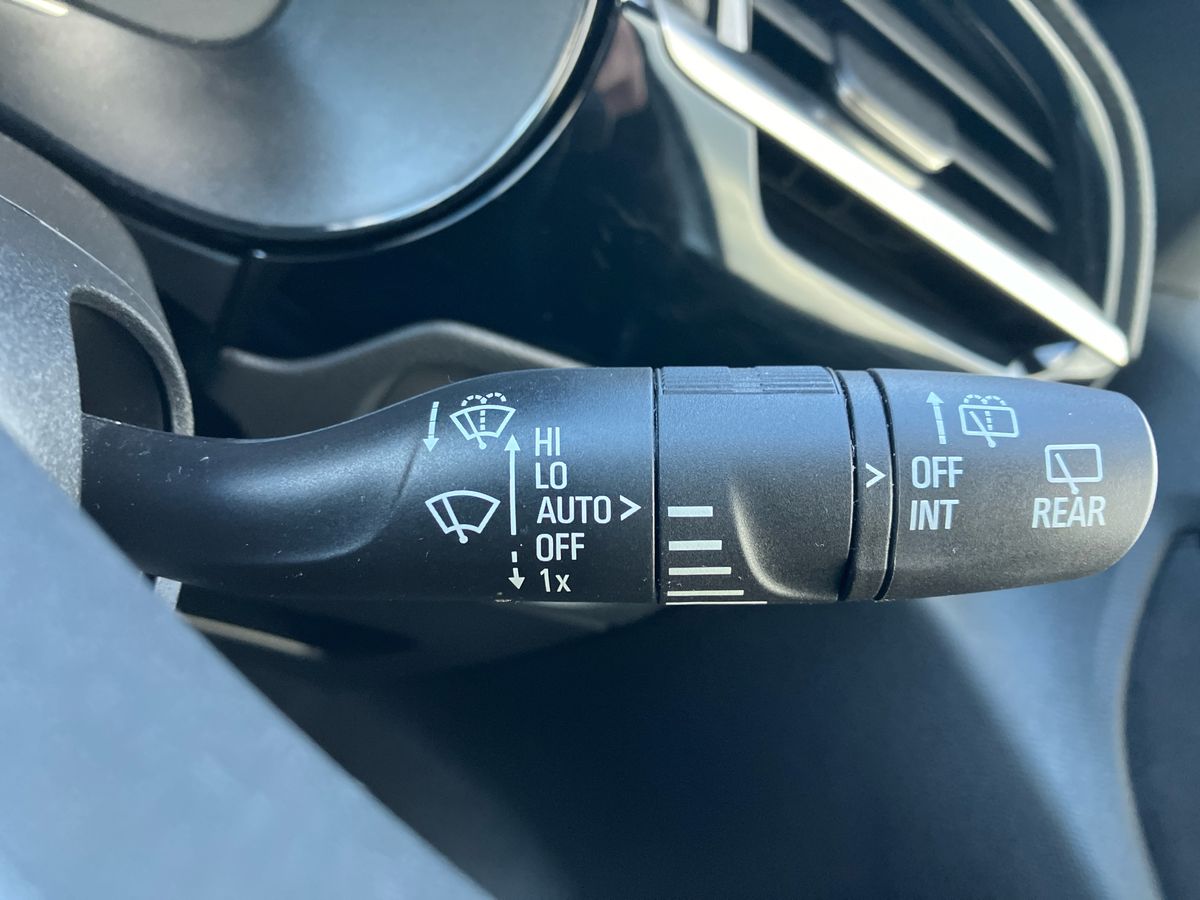 HI
LO
AUTO >
OFF
1x
>
OFF
INT
REAR